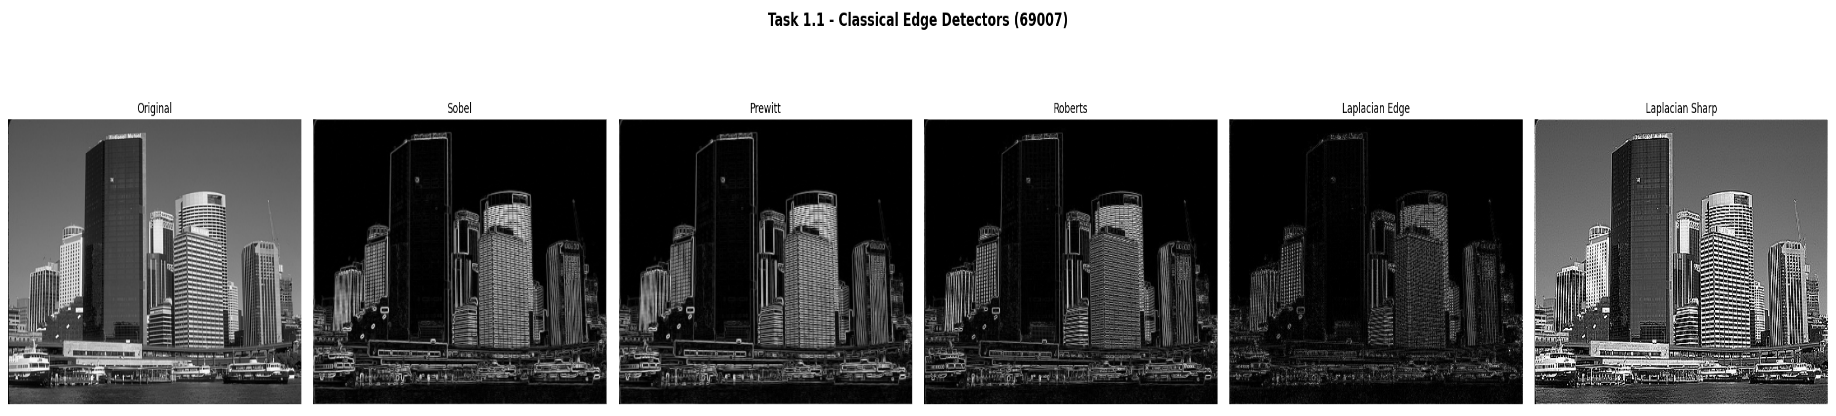 Task 1.1 - Classical Edge Detectors (69007)
Original
Sobel
Prewitt
Roberts
Laplacian Edge
Laplacian Sharp